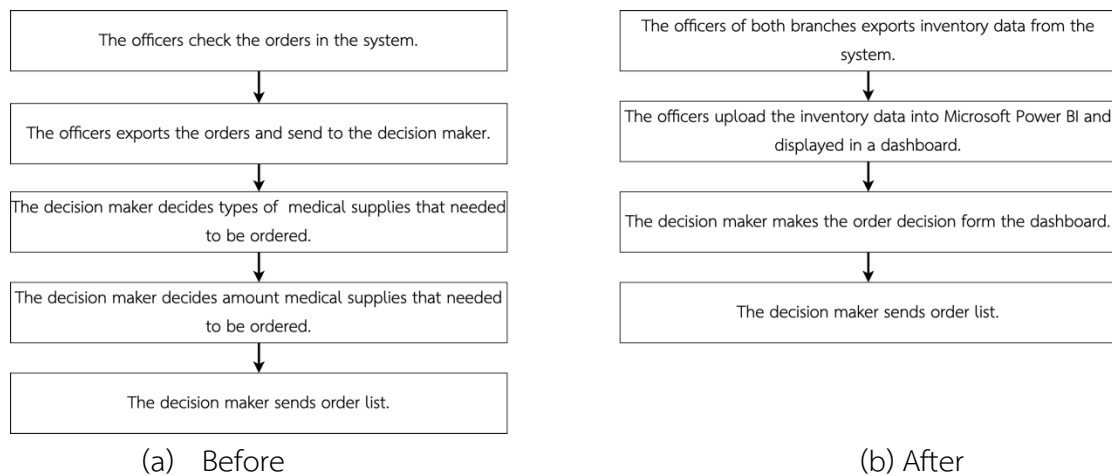 The officers check the orders in the system.
The officers exports the orders and send to the decision maker.
The decision maker decides types of medical supplies that needed
to be ordered.
The decision maker decides amount medical supplies that needed
to be ordered.
The decision maker sends order list.
(a) Before
The officers of both branches exports inventory data from the
system.
The officers upload the inventory data into Microsoft Power BI and
displayed in a dashboard.
The decision maker makes the order decision form the dashboard.
The decision maker sends order list.
(b) After